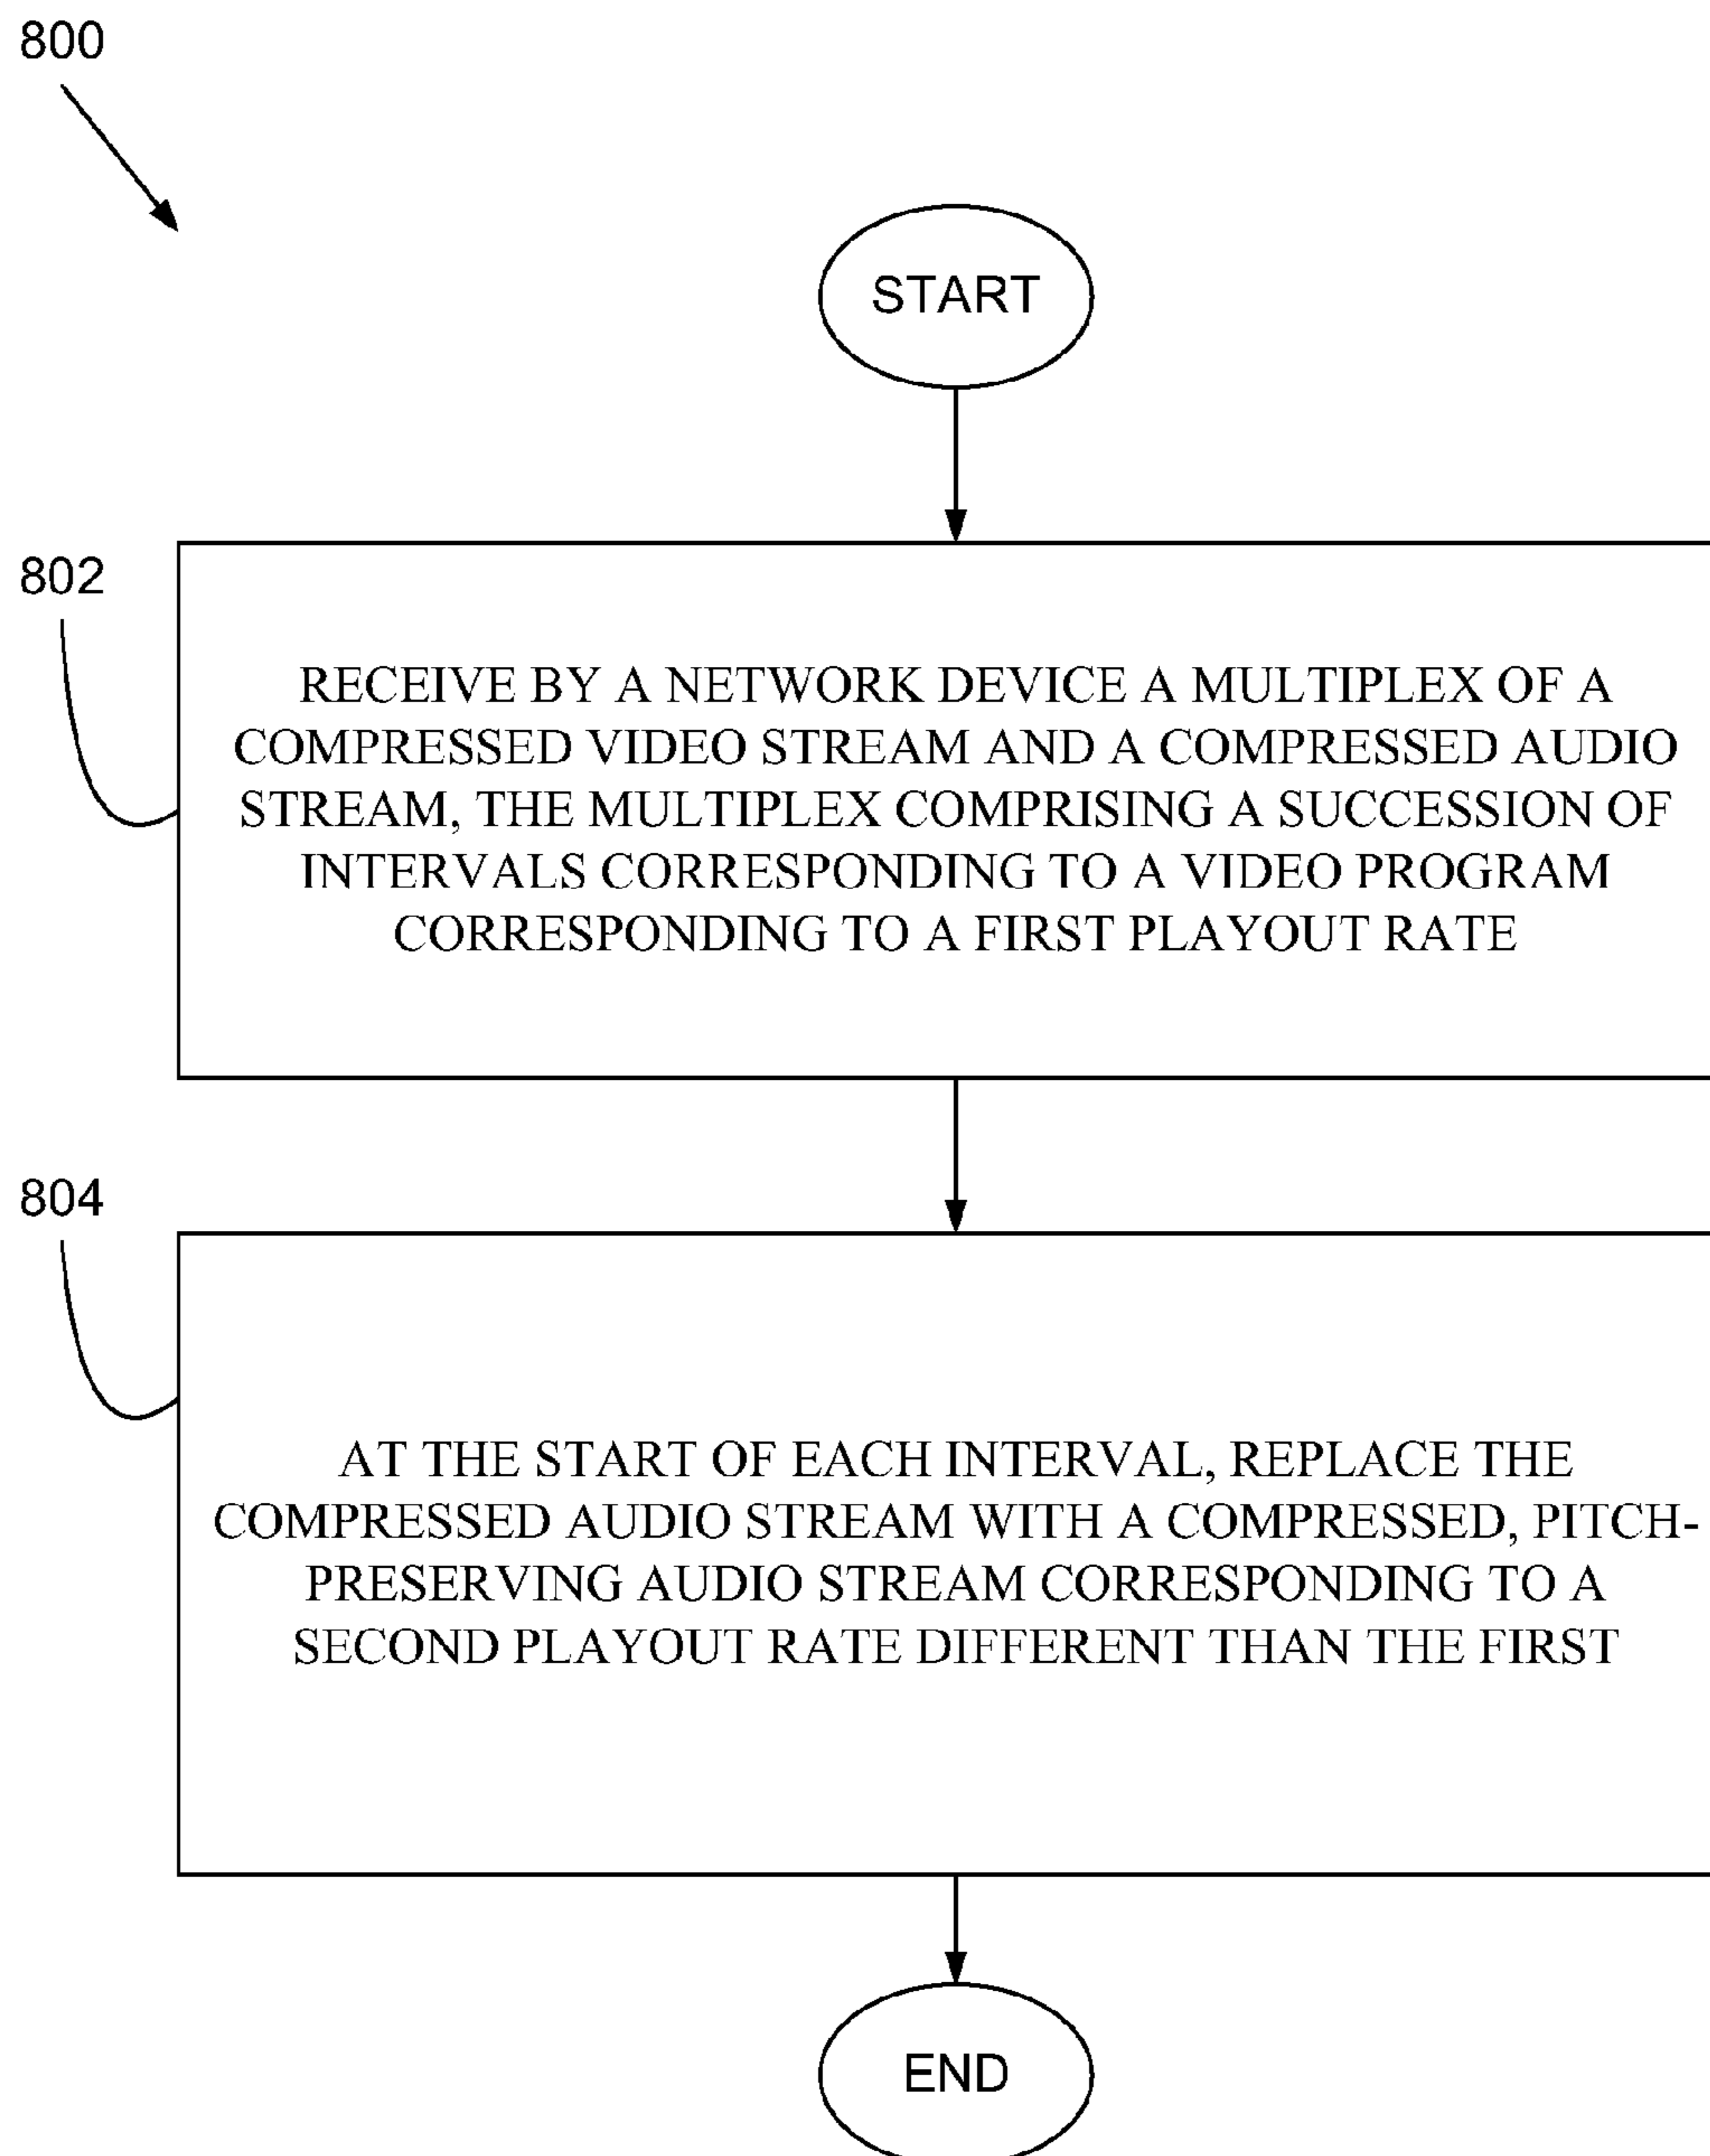 800
START
802
RECEIVE BY A NETWORK DEVICE A MULTIPLEX OF A
COMPRESSED VIDEO STREAM AND A COMPRESSED AUDIO
STREAM, THE MULTIPLEX COMPRISING A SUCCESSION OF
INTERVALS CORRESPONDING TO A VIDEO PROGRAM
CORRESPONDING TO A FIRST PLAYOUT RATE
804
AT THE START OF EACH INTERVAL, REPLACE THE
COMPRESSED AUDIO STREAM WITH A COMPRESSED, PITCH-
PRESERVING AUDIO STREAM CORRESPONDING TO A
SECOND PLAYOUT RATE DIFFERENT THAN THE FIRST
END